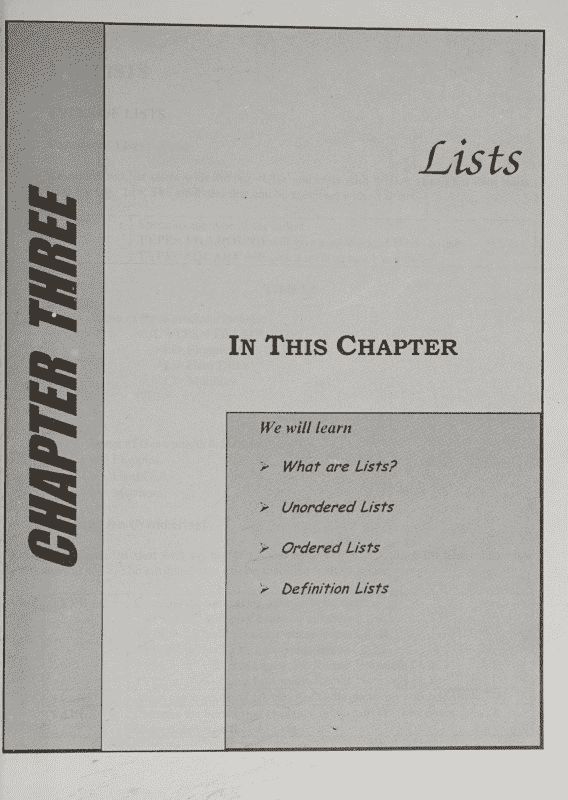 CHAPTER THREE
Lists
IN THIS CHAPTER
We will learn
➢ What are Lists?
➢ Unordered Lists
➢ Ordered Lists
➢ Definition Lists